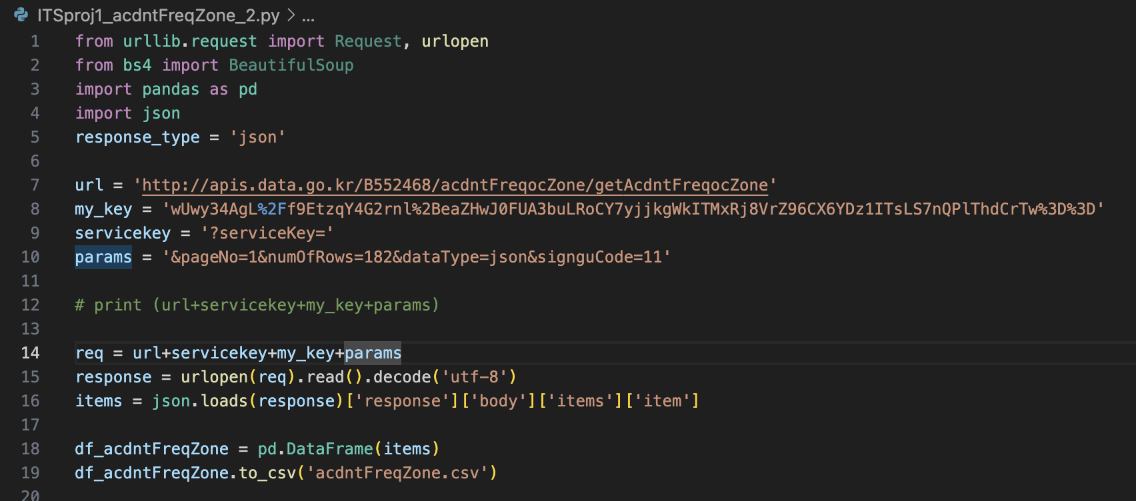 ITSproj1_acdntFreqZone_2.py > ...
1 from urllib.request import Request, urlopen
2 from bs4 import BeautifulSoup
3 import pandas as pd
4 import json
5 response_type = 'json'
6
7 url = 'http://apis.data.go.kr/B552468/acdntFreqocZone/getAcdntFreqocZone'
8 my_key = 'wUwy34AgL%2Ff9EtzqY4G2rnl%2BeaZHwJ0FUA3buLRoCY7yjjkgWkITMxRj8VrZ96CX6YDz1ITsLS7nQPlThdCrTw%3D%3D'
9 servicekey = '?serviceKey='
10 params = '&pageNo=1&numOfRows=182&dataType=json&signguCode=11'
11
12 # print (url+servicekey+my_key+params)
13
14 req = url+servicekey+my_key+params
15 response = urlopen(req).read().decode('utf-8')
16 items = json.loads(response)['response']['body']['items']['item']
17
18 df_acdntFreqZone = pd.DataFrame(items)
19 df_acdntFreqZone.to_csv('acdntFreqZone.csv')
20